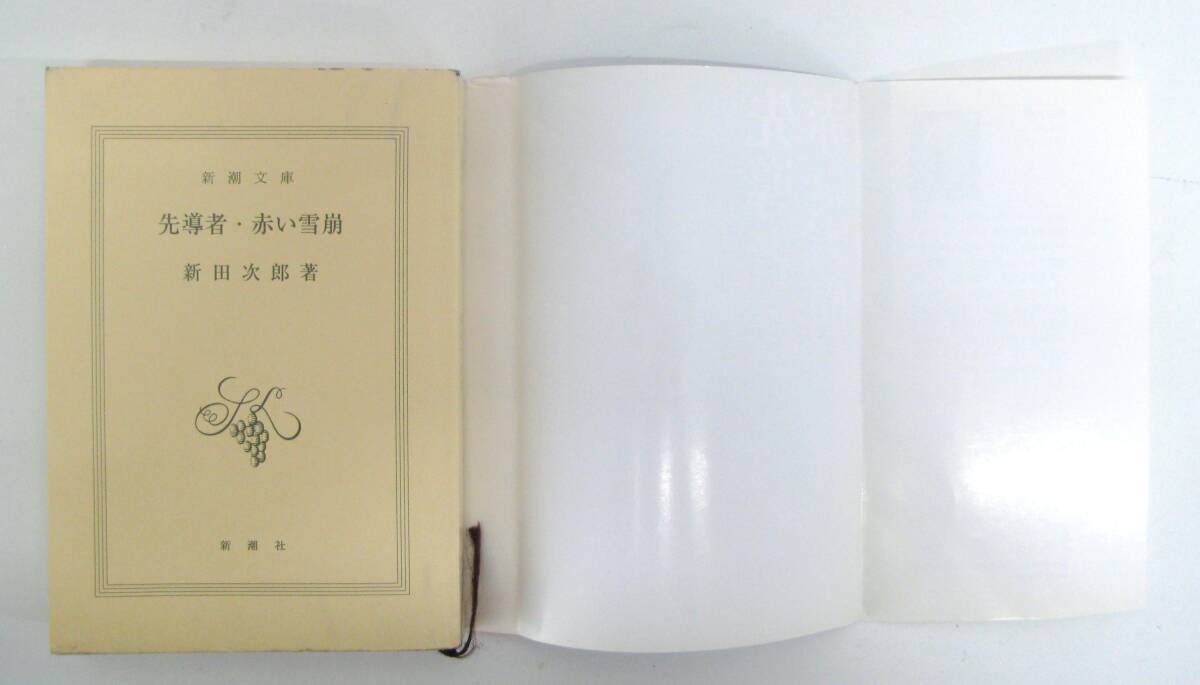 新潮文庫
先導者・赤い雪崩
新田次郎著
新潮社